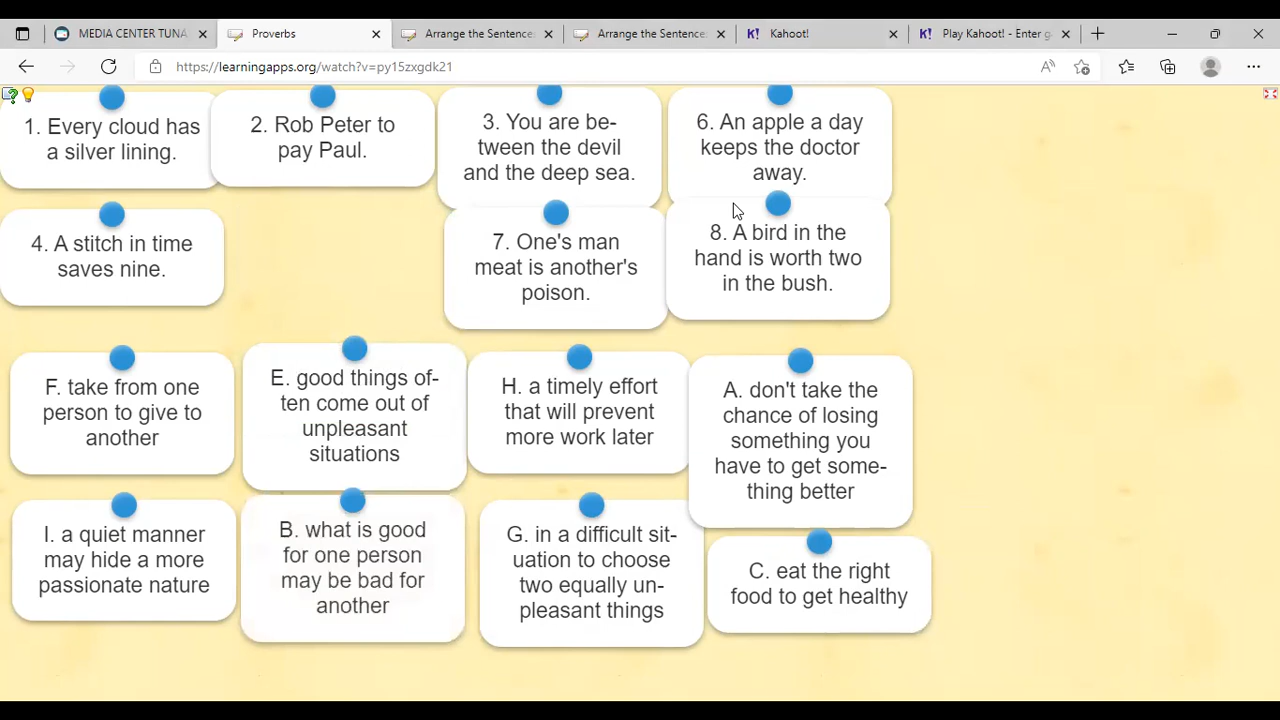 MEDIA CENTER TUNA
Proverbs
Arrange the Sentence
Arrange the Sentence
K! Kahoot!
K! Play Kahoot! - Enter g
https://learningapps.org/watch?v=py15zxgdk21
1. Every cloud has
a silver lining.
2. Rob Peter to
pay Paul.
3. You are be-
tween the devil
and the deep sea.
6. An apple a day
keeps the doctor
away.
4. A stitch in time
saves nine.
7. One's man
meat is another's
poison.
8. A bird in the
hand is worth two
in the bush.
F. take from one
person to give to
another
E. good things of-
ten come out of
unpleasant
situations
H. a timely effort
that will prevent
more work later
A. don't take the
chance of losing
something you
have to get some-
thing better
I. a quiet manner
may hide a more
passionate nature
B. what is good
for one person
may be bad for
another
G. in a difficult sit-
uation to choose
two equally un-
pleasant things
C. eat the right
food to get healthy